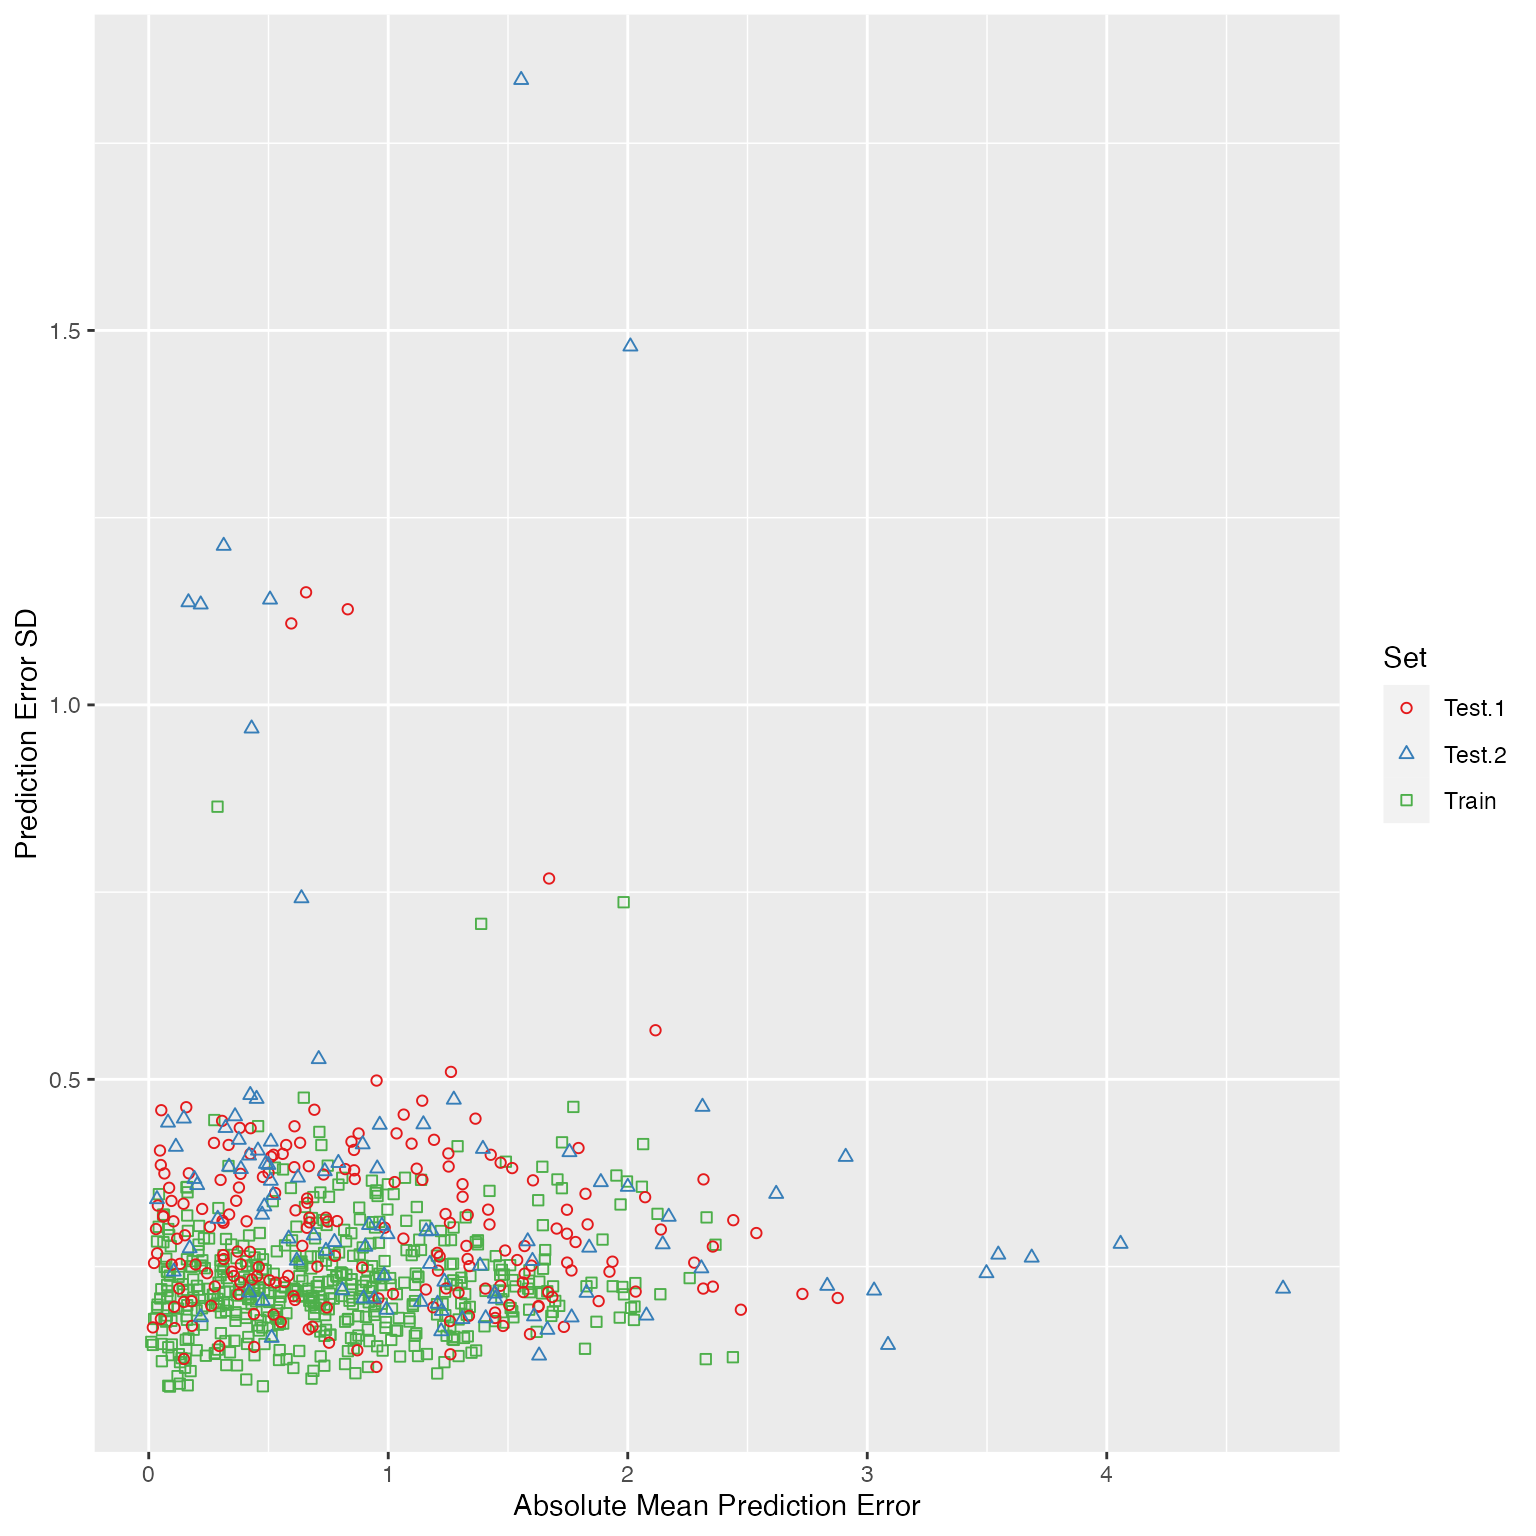 1.5
1.0
0.5
Prediction Error SD
0
1
2
3
4
Absolute Mean Prediction Error
Set
Test.1
Test.2
Train